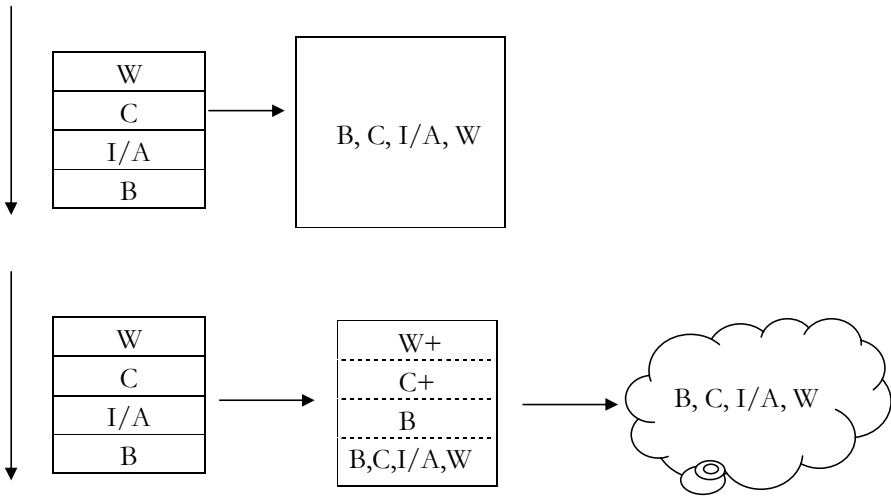 W
C
I/A
B
B, C, I/A, W
W
C
I/A
B
W+
C+
B
B,C,I/A,W
B, C, I/A, W